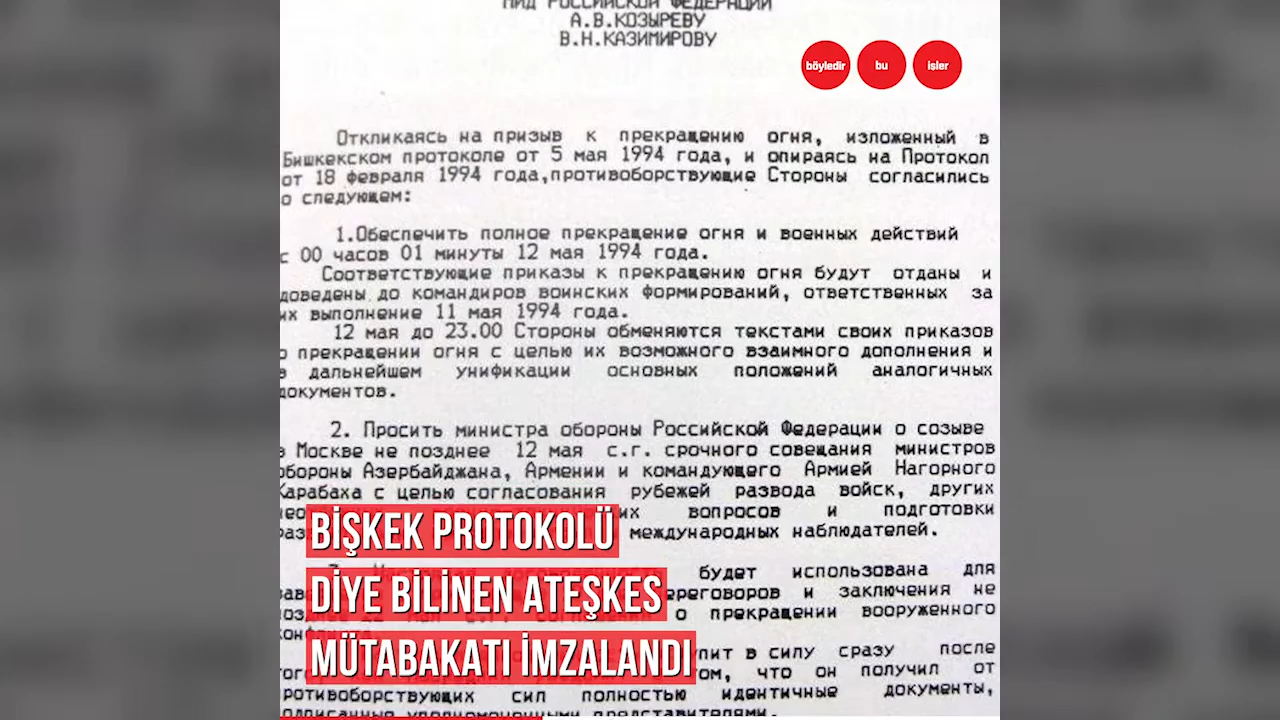 МИД РОССИЙСКОЙ ФЕДЕРАЦИИ
А.В.КОЗЫРЕВУ
В.Н.КАЗИМИРОВУ
böyledir bu işler
Откликаясь на призыв к прекращению огня, изложенный в
Бишкекском протоколе от 5 мая 1994 года, и опираясь на Протокол
от 18 февраля 1994 года,противоборствующие Стороны согласились
о следующем:
1.Обеспечить полное прекращение огня и военных действий
с 00 часов 01 минуты 12 мая 1994 года.
Соответствующие приказы к прекращению огня будут отданы и
доведены до командиров воинских формирований, ответственных за
их выполнение 11 мая 1994 года.
12 мая до 23.00 Стороны обменяются текстами своих приказов
о прекращении огня с целью их возможного взаимного дополнения и
в дальнейшем унификации основных положений аналогичных
документов.
2. Просить министра обороны Российской Федерации о созыве
в Москве не позднее 12 мая с.г. срочного совещания министров
обороны Азербайджана, Армении и командующего Армией Нагорного
Карабаха с целью согласования рубежей развода войск, других
вопросов и подготовки
международных наблюдателей.
будет использована для
переговоров и заключения не
о прекращении вооруженного
в силу сразу после
что он получил от
противоборствующих сил полностью идентичные документы,
подписанные уполномоченными представителями.
BİŞKEK PROTOKOLÜ
DİYE BİLİNEN ATEŞKES
MÜTABAKATI İMZALANDI